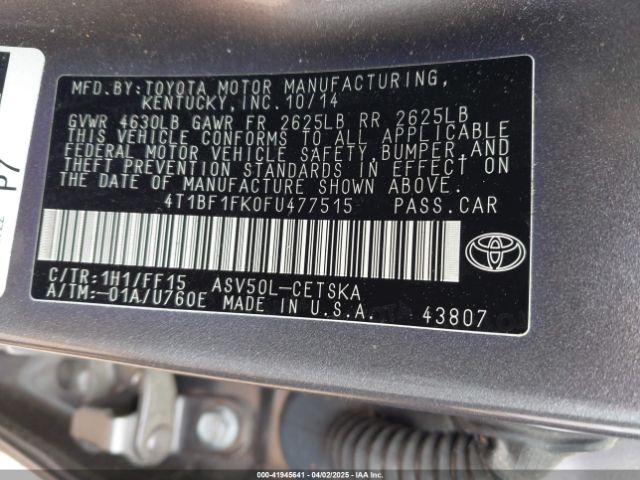 MFD.BY:TOYOTA MOTOR MANUFACTURING,
KENTUCKY,INC.10/14
GVWR 4630LB GAWR FR 2625LB RR 2625LB
THIS VEHICLE CONFORMS TO ALL APPLICABLE
FEDERAL MOTOR VEHICLE SAFETY,BUMPER,AND
THEFT PREVENTION STANDARDS IN EFFECT ON
THE DATE OF MANUFACTURE SHOWN ABOVE.
4T1BF1FK0FU477515 PASS.CAR
C/TR:1H1/FF15 ASV50L-CETSKA
A/TM:-01A/U760E MADE IN U.S.A.
43807
P7
000-41945641 - 04/02/2025 - IAAI.COM